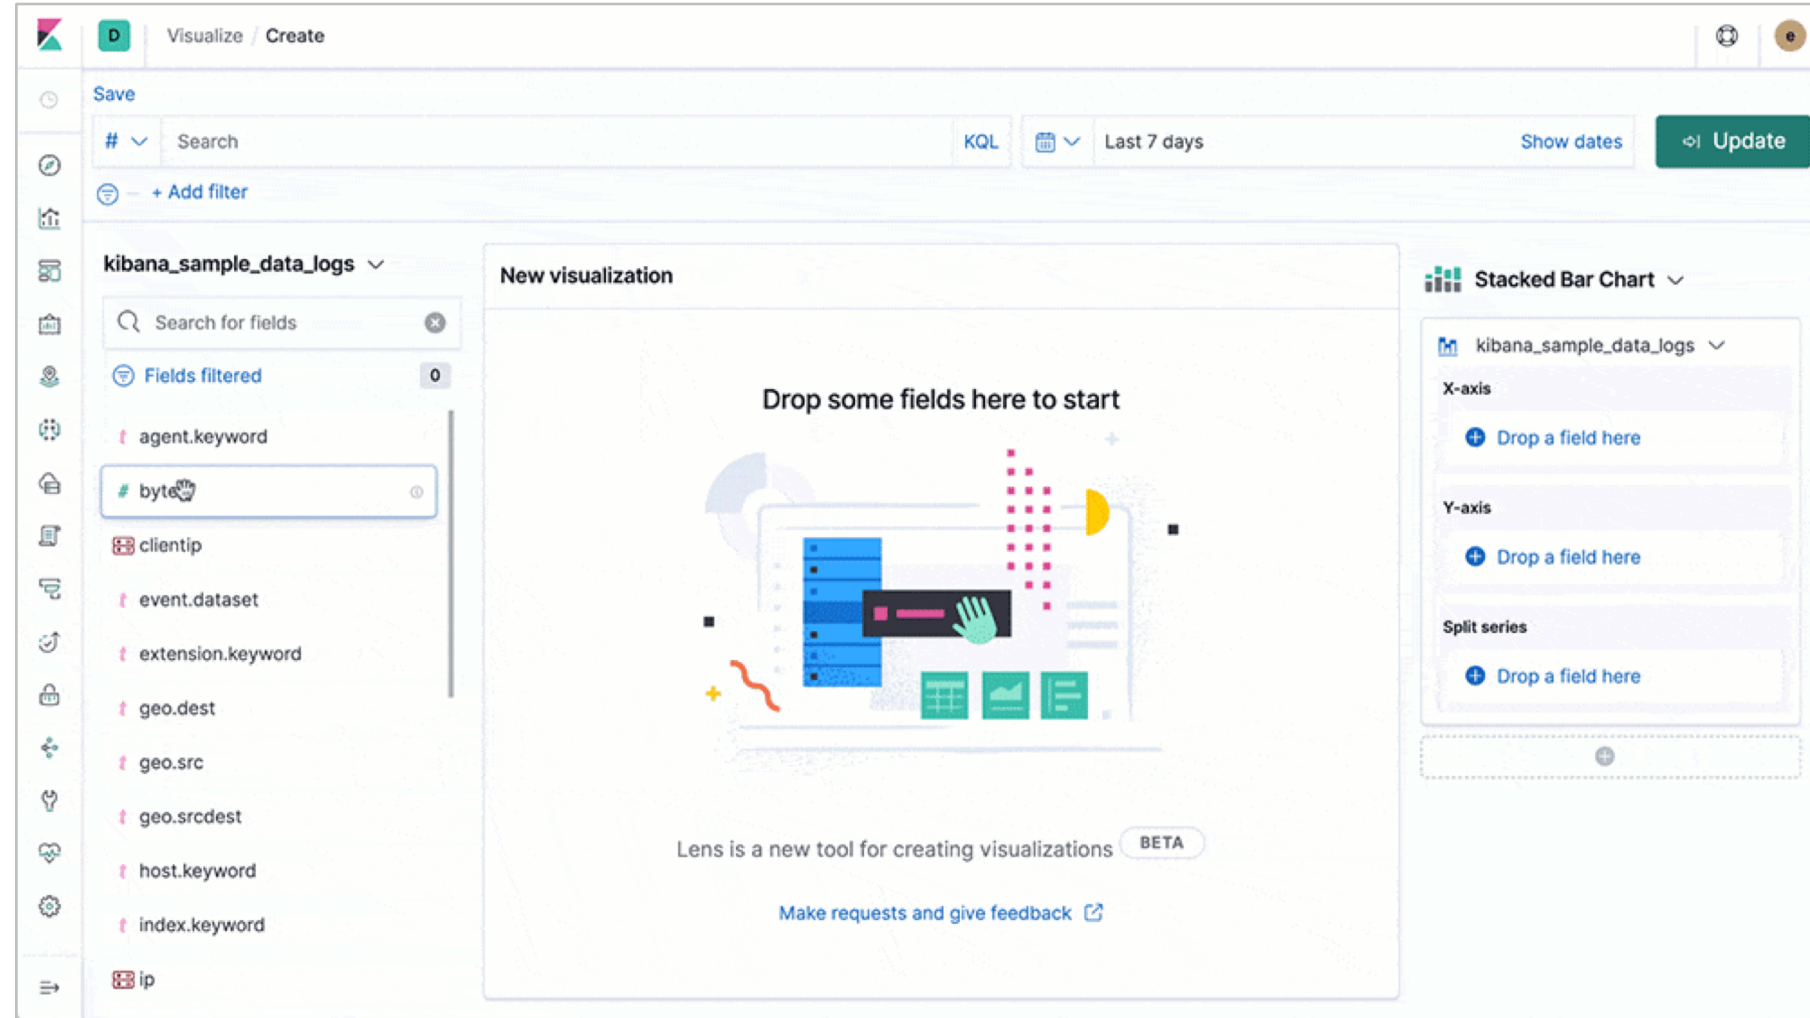 D Visualize / Create e
Save
# Search KQL Last 7 days Show dates Update
+ Add filter
kibana_sample_data_logs
Search for fields
Fields filtered 0
t agent.keyword
# byte
clientip
t event.dataset
t extension.keyword
t geo.dest
t geo.src
t geo.srcdest
t host.keyword
t index.keyword
ip
New visualization
Drop some fields here to start
Lens is a new tool for creating visualizations BETA
Make requests and give feedback
Stacked Bar Chart
kibana_sample_data_logs
X-axis
Drop a field here
Y-axis
Drop a field here
Split series
Drop a field here